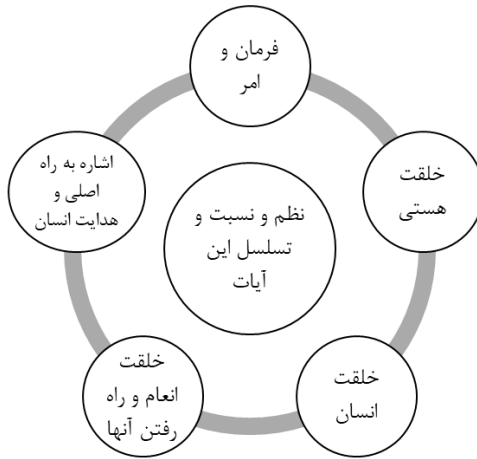 فرمان و
امر
خلقت
هستی
خلقت
انسان
خلقت
انعام و راه
رفتن آنها
اشاره به راه
اصلی و
هدایت انسان
نظم و نسبت و
تسلسل این
آیات